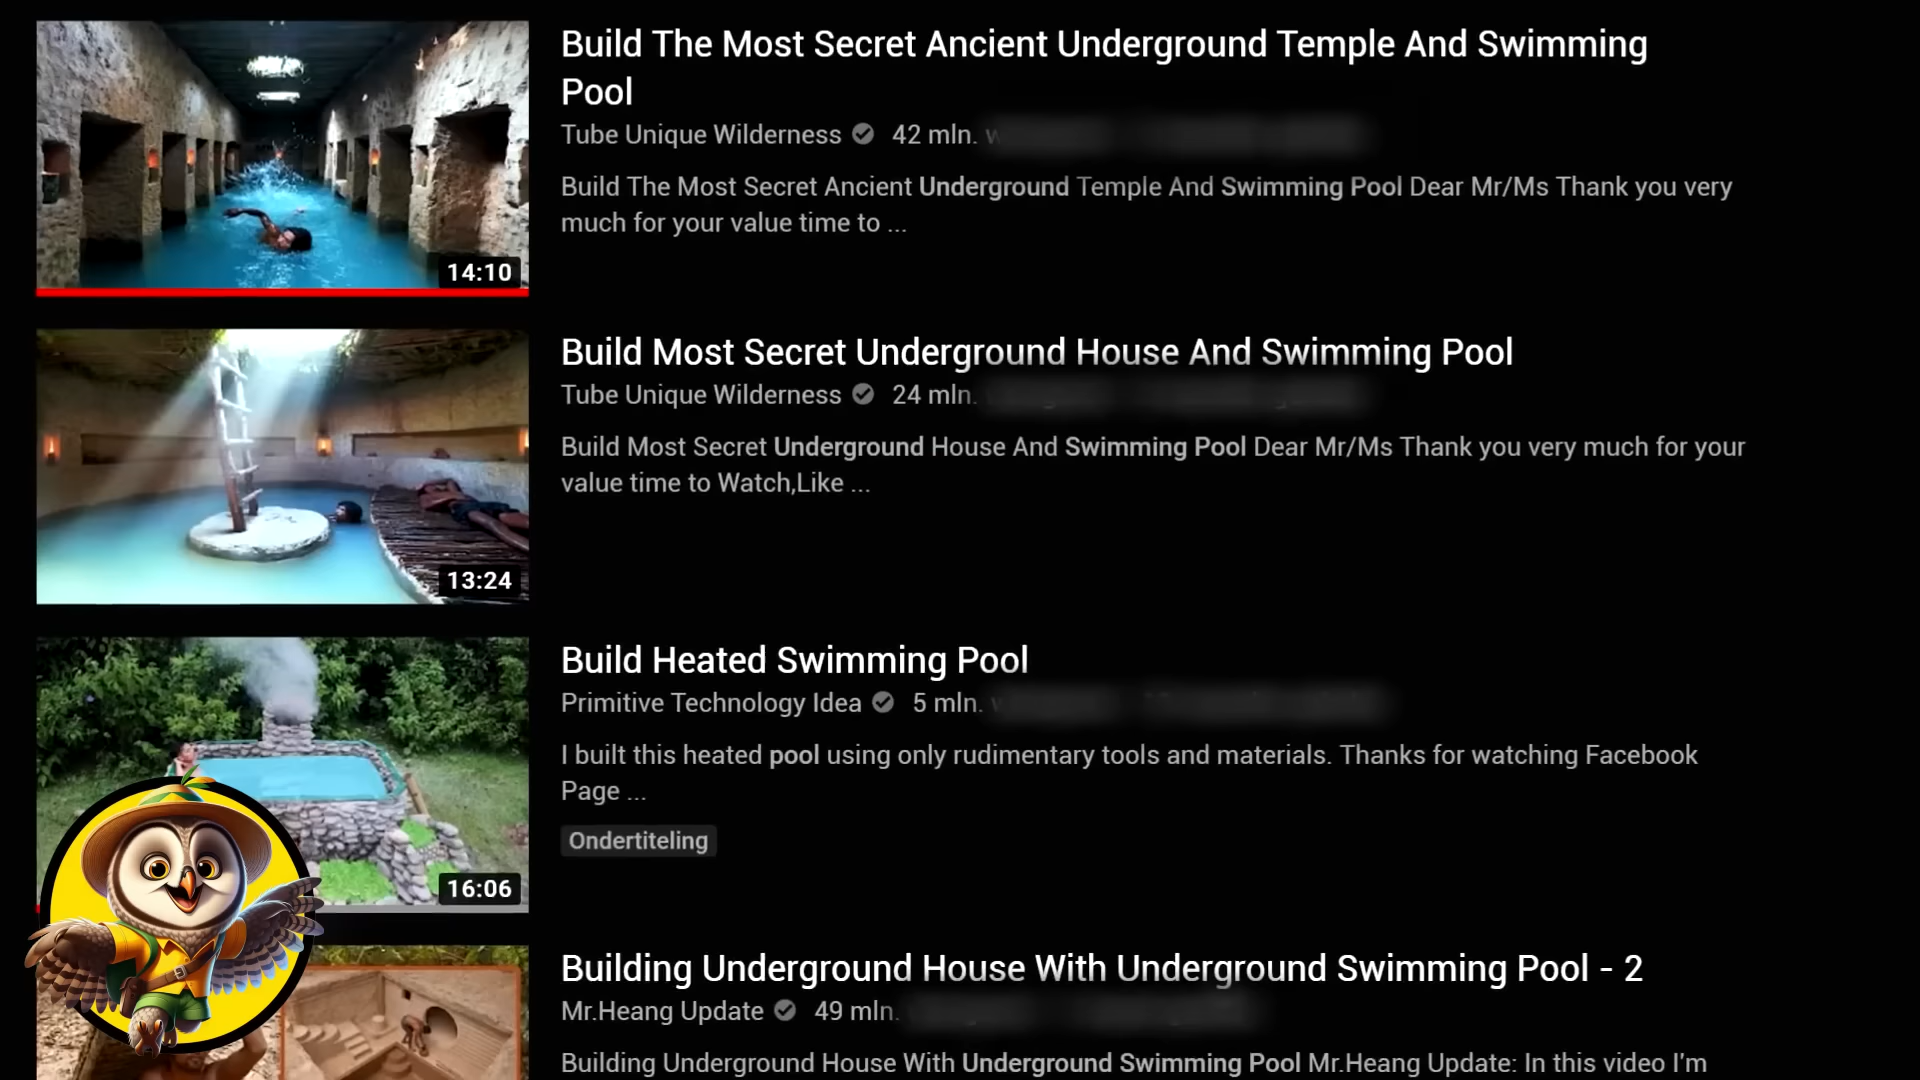 Build The Most Secret Ancient Underground Temple And Swimming
Pool
Tube Unique Wilderness 42 mln.
Build The Most Secret Ancient Underground Temple And Swimming Pool Dear Mr/Ms Thank you very
much for your value time to ...
14:10
Build Most Secret Underground House And Swimming Pool
Tube Unique Wilderness 24 mln.
Build Most Secret Underground House And Swimming Pool Dear Mr/Ms Thank you very much for your
value time to Watch,Like ...
13:24
Build Heated Swimming Pool
Primitive Technology Idea 5 mln.
I built this heated pool using only rudimentary tools and materials. Thanks for watching Facebook
Page ...
Ondertiteling
16:06
Building Underground House With Underground Swimming Pool - 2
Mr.Heang Update 49 mln.
Building Underground House With Underground Swimming Pool Mr.Heang Update: In this video I'm